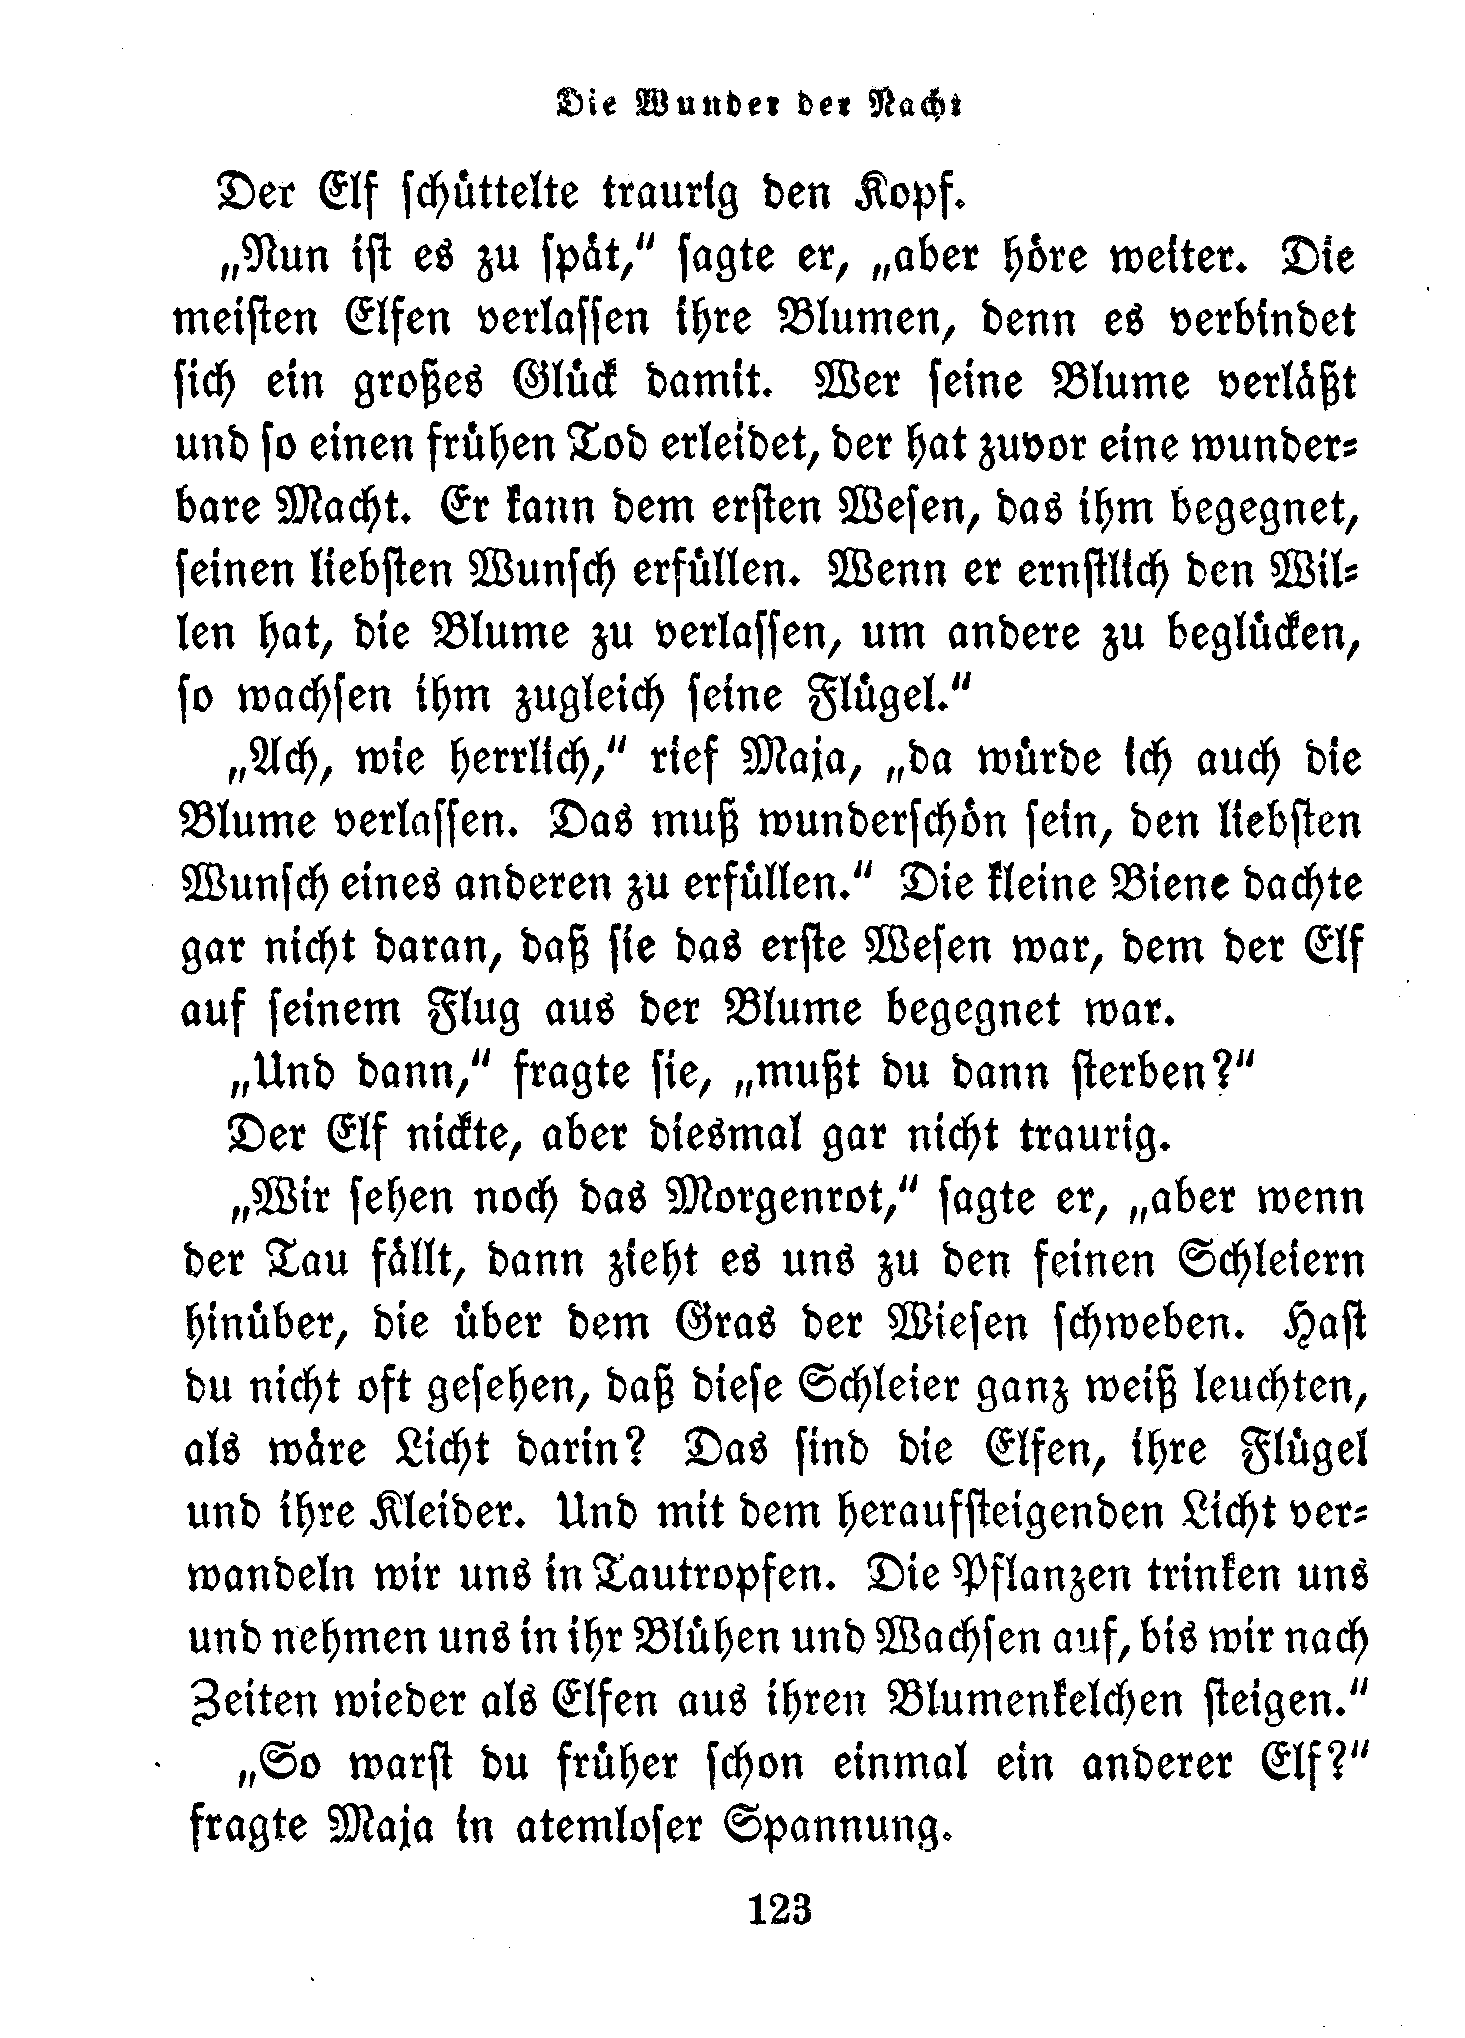 Die Wunder der Nacht
Der Elf schüttelte traurig den Kopf.
„Nun ist es zu spät,“ sagte er, „aber höre weiter. Die
meisten Elfen verlassen ihre Blumen, denn es verbindet
sich ein großes Glück damit. Wer seine Blume verläßt
und so einen frühen Tod erleidet, der hat zuvor eine wunder-
bare Macht. Er kann dem ersten Wesen, das ihm begegnet,
seinen liebsten Wunsch erfüllen. Wenn er ernstlich den Wil-
len hat, die Blume zu verlassen, um andere zu beglücken,
so wachsen ihm zugleich seine Flügel.“
„Ach, wie herrlich,“ rief Maja, „da würde ich auch die
Blume verlassen. Das muß wunderschön sein, den liebsten
Wunsch eines anderen zu erfüllen.“ Die kleine Biene dachte
gar nicht daran, daß sie das erste Wesen war, dem der Elf
auf seinem Flug aus der Blume begegnet war.
„Und dann,“ fragte sie, „mußt du dann sterben?“
Der Elf nickte, aber diesmal gar nicht traurig.
„Wir sehen noch das Morgenrot,“ sagte er, „aber wenn
der Tau fällt, dann zieht es uns zu den feinen Schleiern
hinüber, die über dem Gras der Wiesen schweben. Hast
du nicht oft gesehen, daß diese Schleier ganz weiß leuchten,
als wäre Licht darin? Das sind die Elfen, ihre Flügel
und ihre Kleider. Und mit dem heraufsteigenden Licht ver-
wandeln wir uns in Tautropfen. Die Pflanzen trinken uns
und nehmen uns in ihr Blühen und Wachsen auf, bis wir nach
Zeiten wieder als Elfen aus ihren Blumenkelchen steigen.“
„So warst du früher schon einmal ein anderer Elf?“
fragte Maja in atemloser Spannung.
123